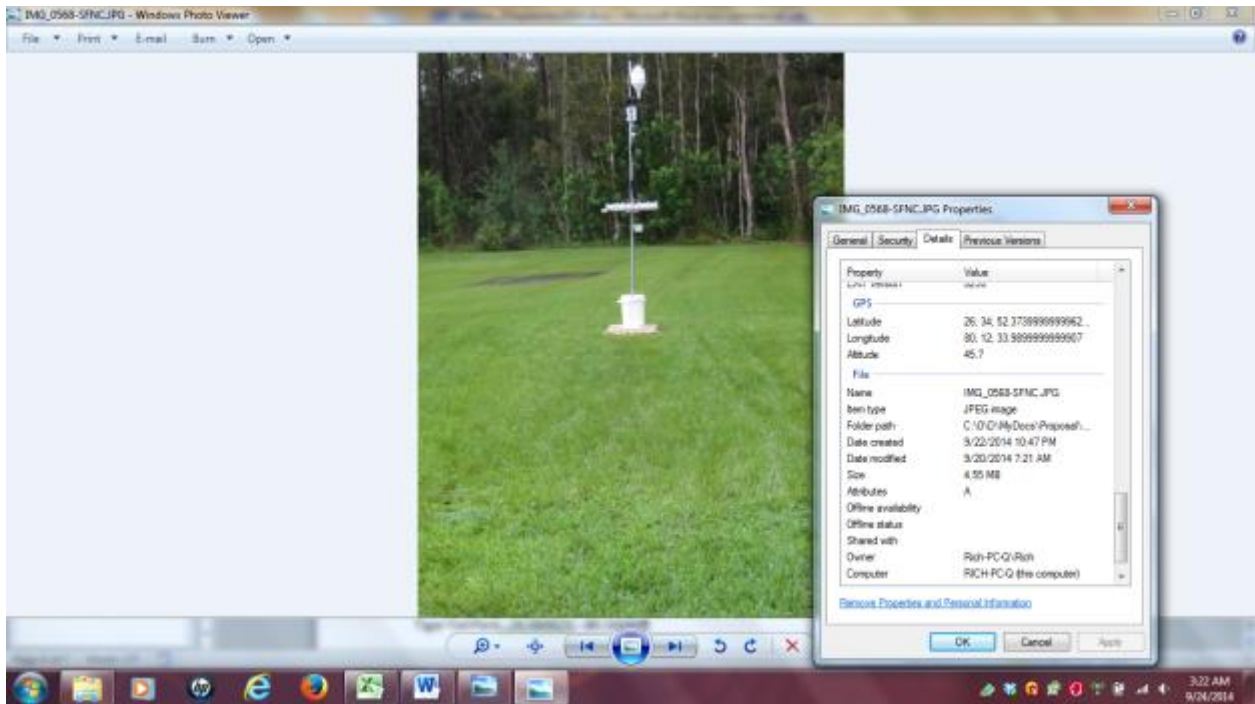 IMG_0568-SFNC.JPG - Windows Photo Viewer
File Print E-mail Burn Open
IMG_0568-SFNC.JPG Properties
General Security Details Previous Versions
Property Value
GPS
Latitude 26; 34; 52.3739999999962...
Longitude 80; 12; 33.9899999999907
Altitude 45.7
File
Name IMG_0568-SFNC.JPG
Item type JPEG image
Folder path C:\O\O\MyDocs\Proposal\...
Date created 9/22/2014 10:47 PM
Date modified 9/20/2014 7:21 AM
Size 4.55 MB
Attributes A
Offline availability
Offline status
Shared with
Owner Rich-PC-Q\Rich
Computer RICH-PC-Q (this computer)
Remove Properties and Personal Information
OK Cancel Apply
3:22 AM
9/24/2014